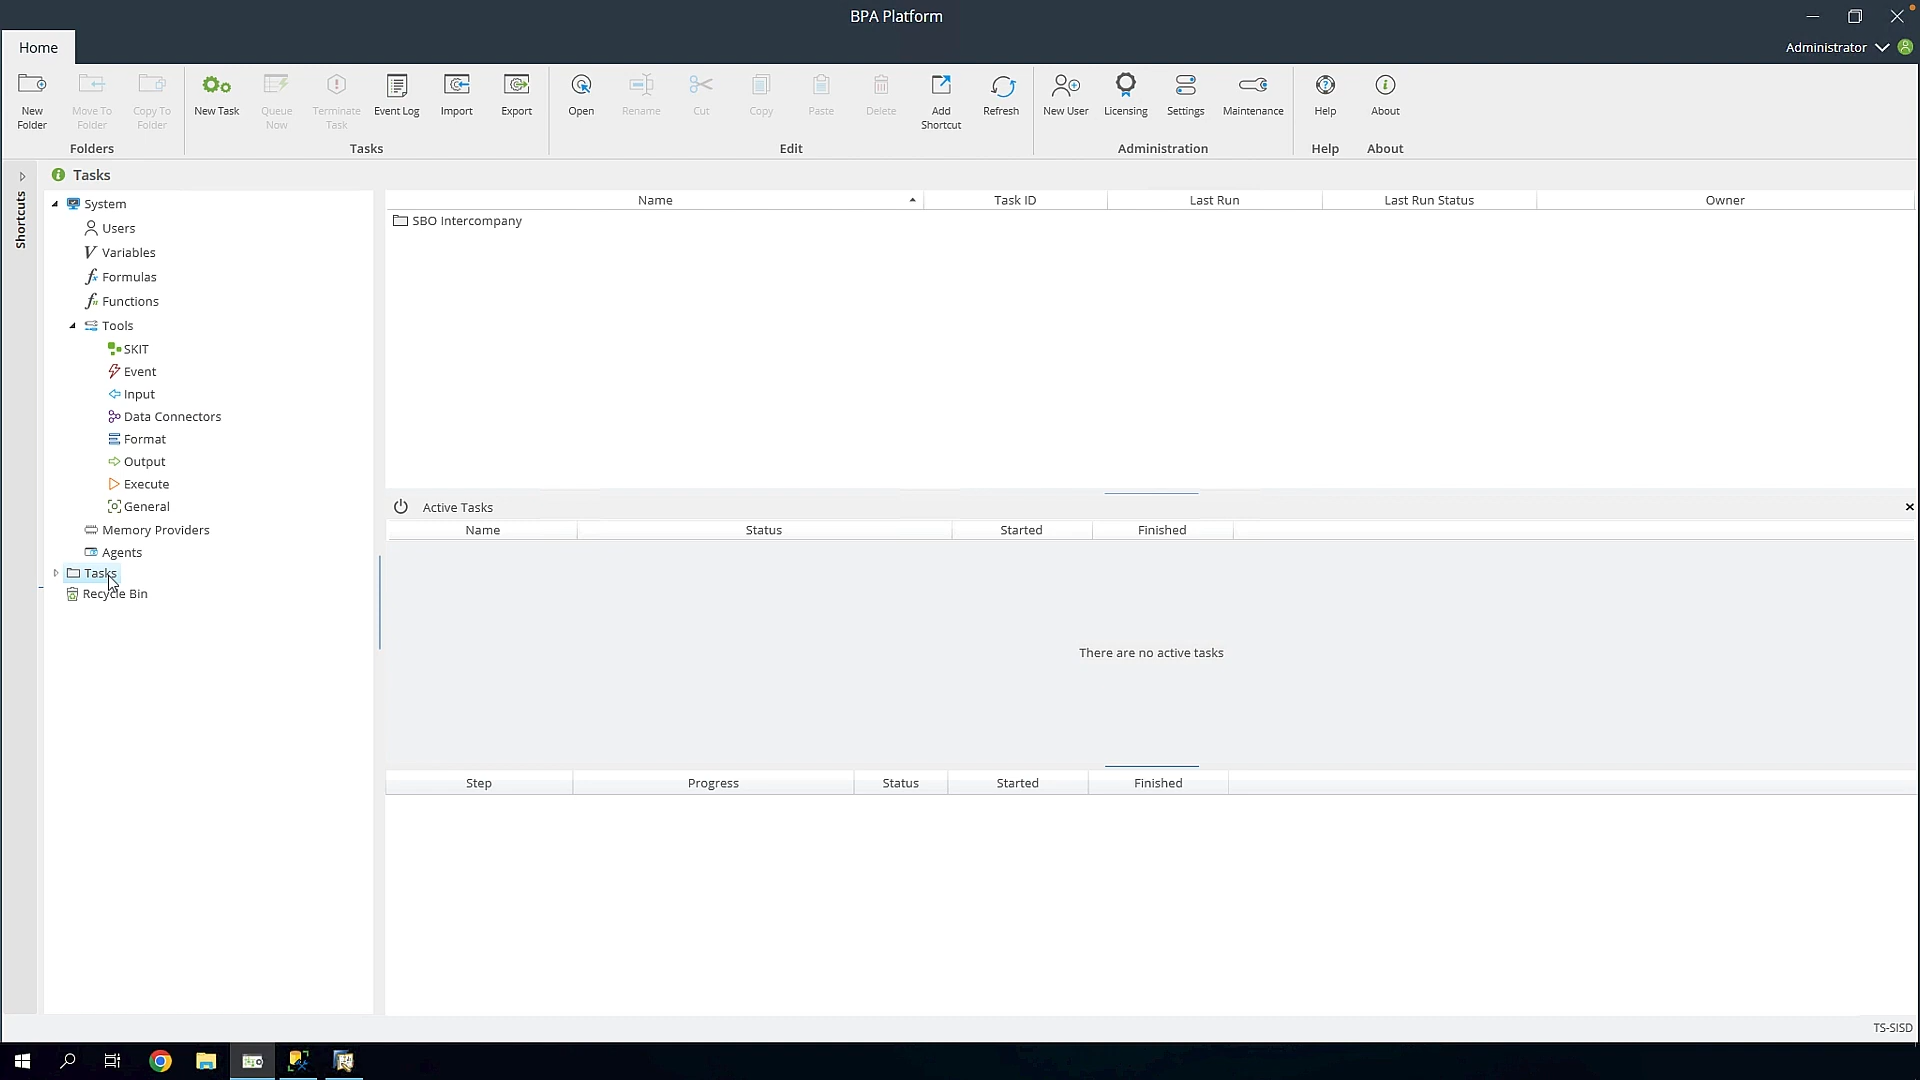 BPA Platform
Home
Administrator
New Folder
Move To Folder
Copy To Folder
New Task
Queue Now
Terminate Task
Event Log
Import
Export
Open
Rename
Cut
Copy
Paste
Delete
Add Shortcut
Refresh
New User
Licensing
Settings
Maintenance
Help
About
Folders
Tasks
Edit
Administration
Help
About
Shortcuts
Tasks
System
Users
Variables
Formulas
Functions
Tools
SKIT
Event
Input
Data Connectors
Format
Output
Execute
General
Memory Providers
Agents
Tasks
Recycle Bin
Name Task ID Last Run Last Run Status Owner
SBO Intercompany
Active Tasks
Name Status Started Finished
There are no active tasks
Step Progress Status Started Finished
TS-SISD